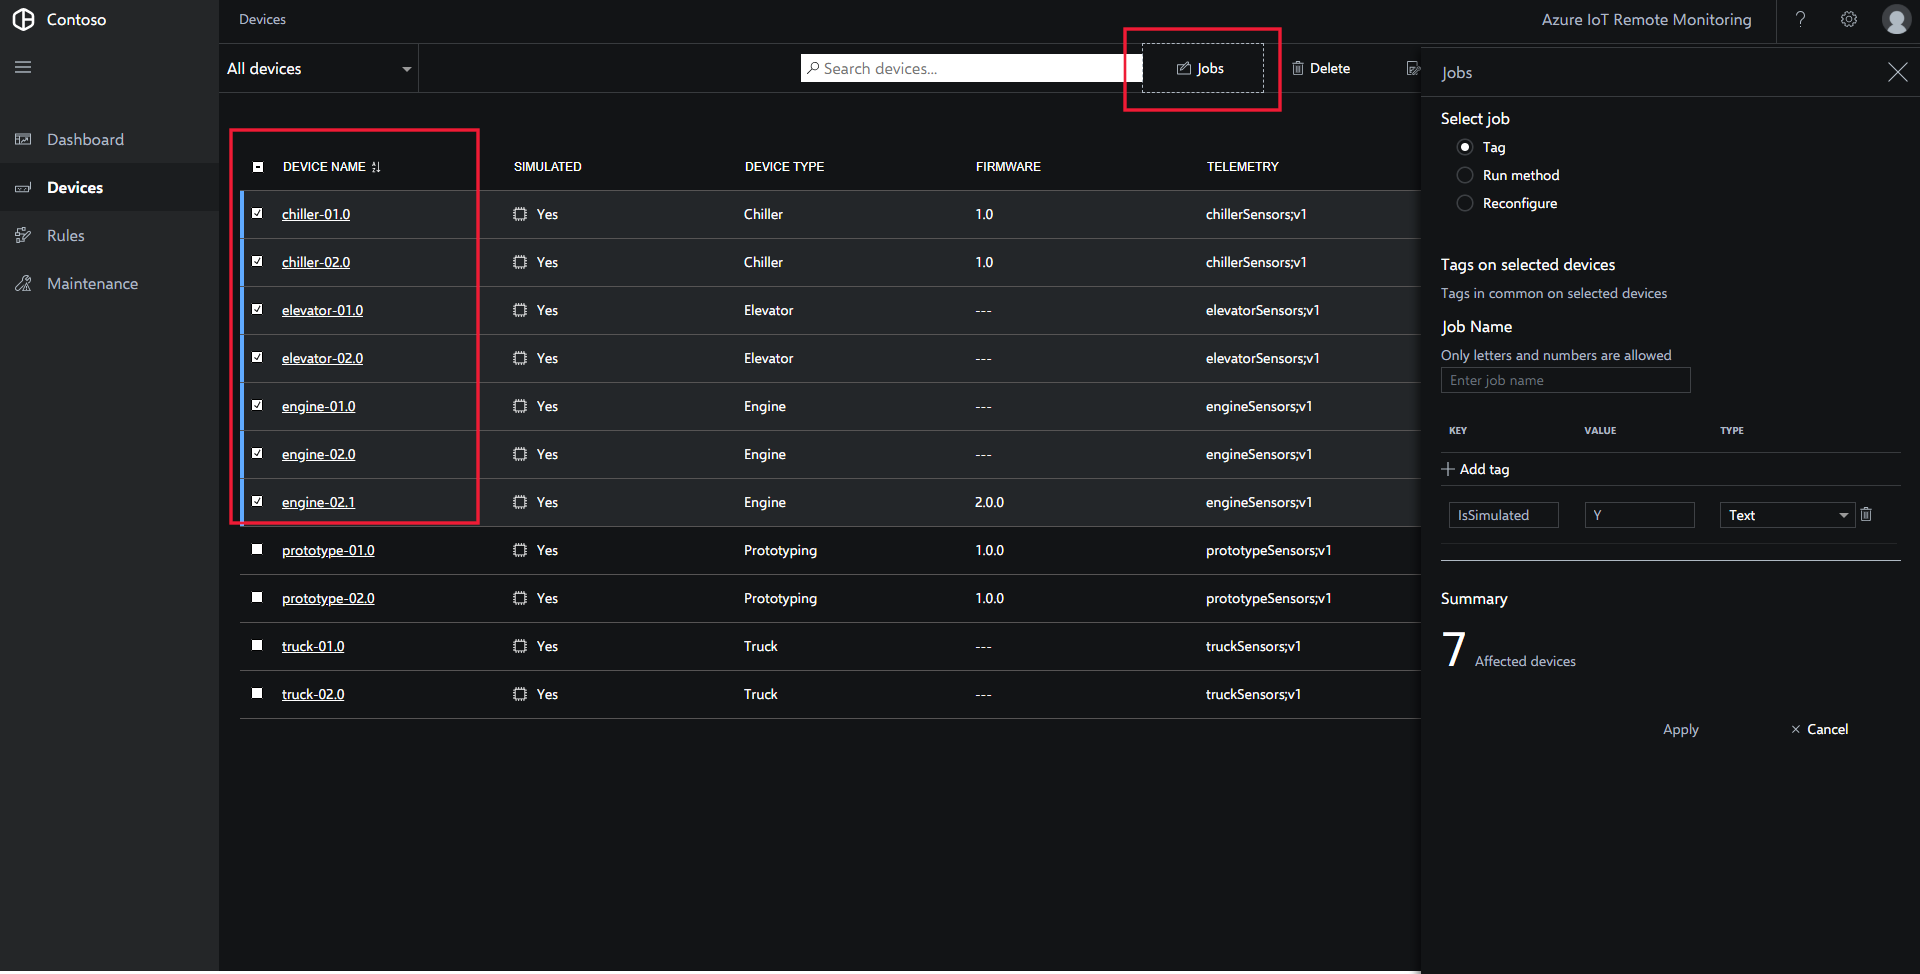 Contoso
Devices
Azure IoT Remote Monitoring
?
All devices
Search devices...
Jobs
Delete
Dashboard
Devices
Rules
Maintenance
DEVICE NAME SIMULATED DEVICE TYPE FIRMWARE TELEMETRY
chiller-01.0 Yes Chiller 1.0 chillerSensors;v1
chiller-02.0 Yes Chiller 1.0 chillerSensors;v1
elevator-01.0 Yes Elevator --- elevatorSensors;v1
elevator-02.0 Yes Elevator --- elevatorSensors;v1
engine-01.0 Yes Engine --- engineSensors;v1
engine-02.0 Yes Engine --- engineSensors;v1
engine-02.1 Yes Engine 2.0.0 engineSensors;v1
prototype-01.0 Yes Prototyping 1.0.0 prototypeSensors;v1
prototype-02.0 Yes Prototyping 1.0.0 prototypeSensors;v1
truck-01.0 Yes Truck --- truckSensors;v1
truck-02.0 Yes Truck --- truckSensors;v1
Jobs
Select job
Tag
Run method
Reconfigure
Tags on selected devices
Tags in common on selected devices
Job Name
Only letters and numbers are allowed
Enter job name
KEY VALUE TYPE
Add tag
IsSimulated Y Text
Summary
7 Affected devices
Apply Cancel